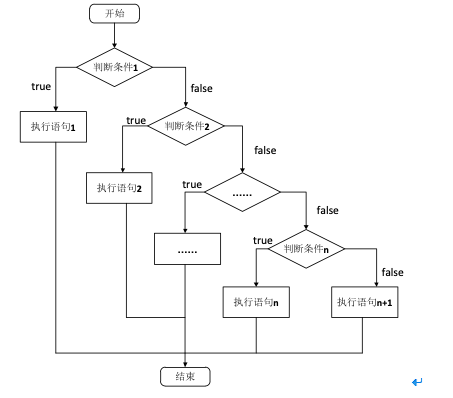 开始
判断条件1
true
false
执行语句1
判断条件2
true
false
执行语句2
......
true
false
......
判断条件n
true
false
执行语句n
执行语句n+1
结束